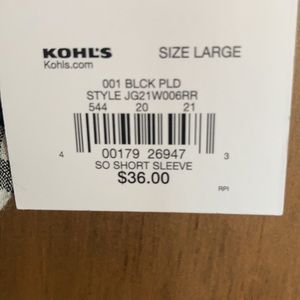 KOHL'S SIZE LARGE
Kohls.com
001 BLCK PLD
STYLE JG21W006RR
544 20 21
4 00179 26947 3
SO SHORT SLEEVE
$36.00
RPI